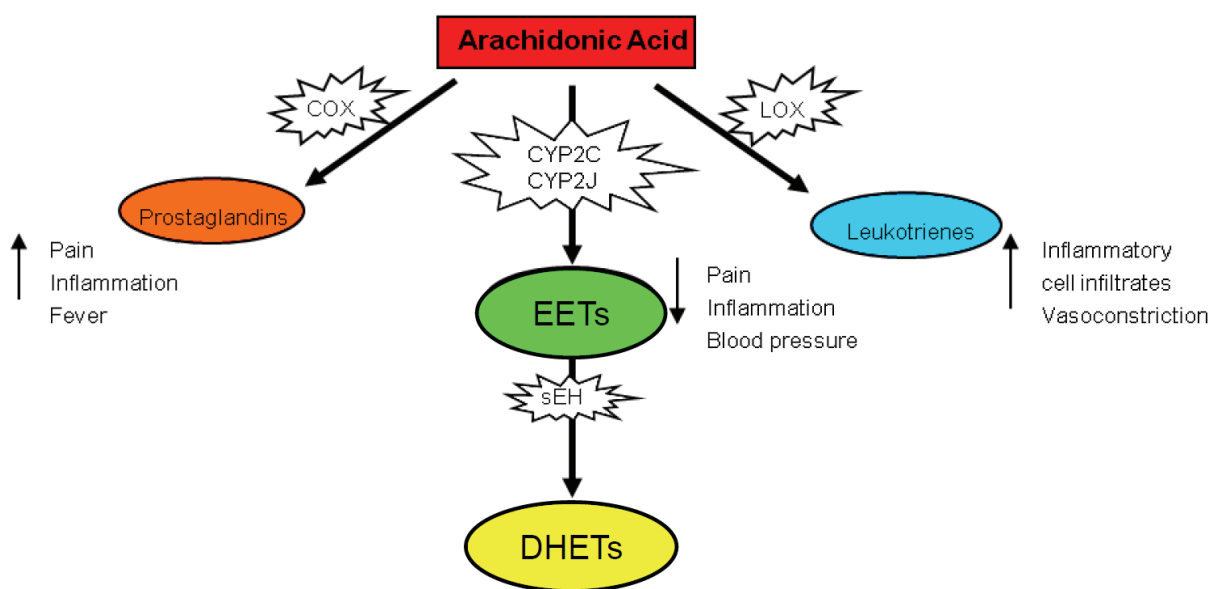 Arachidonic Acid
COX
LOX
CYP2C
CYP2J
Prostaglandins
Leukotrienes
Pain
Inflammation
Fever
Inflammatory
cell infiltrates
Vasoconstriction
EETs
Pain
Inflammation
Blood pressure
sEH
DHETs